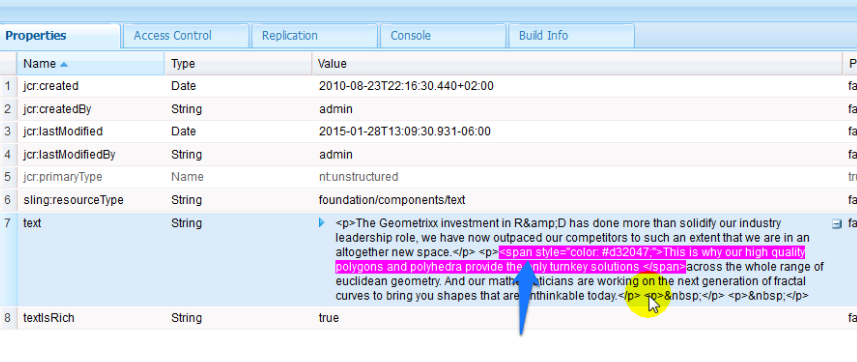 Properties Access Control Replication Console Build Info
Name Type Value P
1 jcr:created Date 2010-08-23T22:16:30.440+02:00 fa
2 jcr:createdBy String admin fa
3 jcr:lastModified Date 2015-01-28T13:09:30.931-06:00 fa
4 jcr:lastModifiedBy String admin fa
5 jcr:primaryType Name nt:unstructured tru
6 sling:resourceType String foundation/components/text fa
7 text String <p>The Geometrixx investment in R&amp;D has done more than solidify our industry fa
leadership role, we have now outpaced our competitors to such an extent that we are in an
altogether new space.</p> <p><span style="color: #d32047;">This is why our high quality
polygons and polyhedra provide the only turnkey solutions </span>across the whole range of
euclidean geometry. And our mathematicians are working on the next generation of fractal
curves to bring you shapes that are unthinkable today.</p> <p>&nbsp;</p> <p>&nbsp;</p>
8 textIsRich String true fa